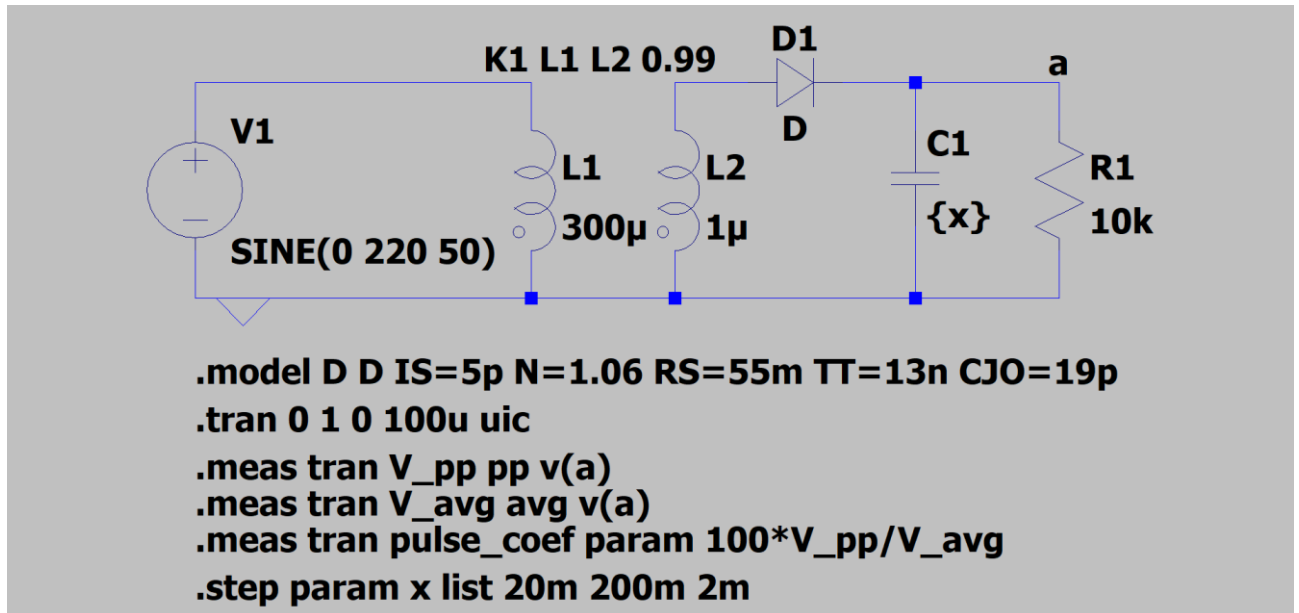 K1 L1 L2 0.99
D1
a
V1
D
C1
L1
L2
R1
300µ
1µ
{x}
10k
SINE(0 220 50)
.model D D IS=5p N=1.06 RS=55m TT=13n CJO=19p
.tran 0 1 0 100u uic
.meas tran V_pp pp v(a)
.meas tran V_avg avg v(a)
.meas tran pulse_coef param 100*V_pp/V_avg
.step param x list 20m 200m 2m